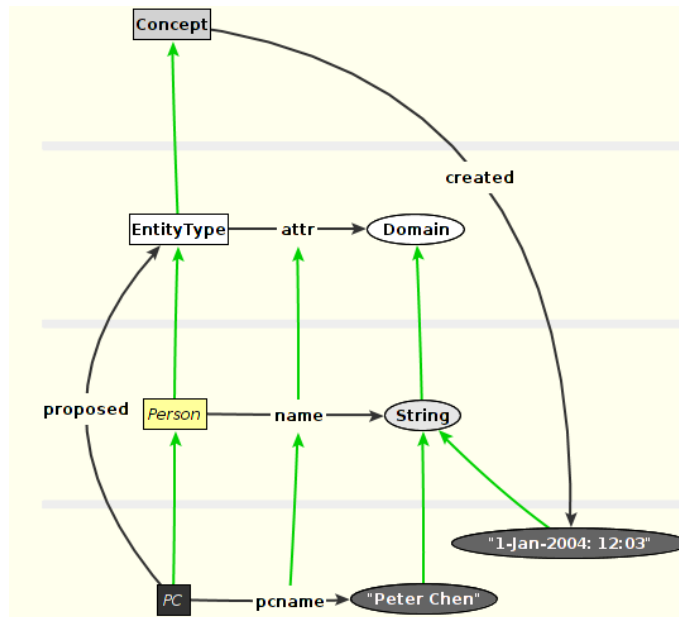 Concept
created
EntityType attr Domain
proposed Person name String
"1-Jan-2004: 12:03"
PC pcname "Peter Chen"